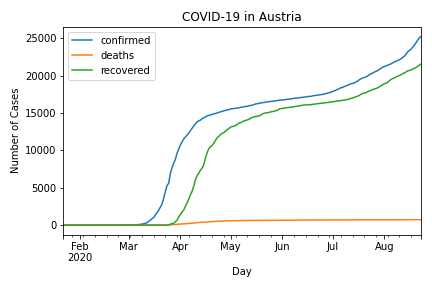 COVID-19 in Austria
confirmed
deaths
recovered
Number of Cases
25000
20000
15000
10000
5000
0
Feb Mar Apr May Jun Jul Aug
2020
Day